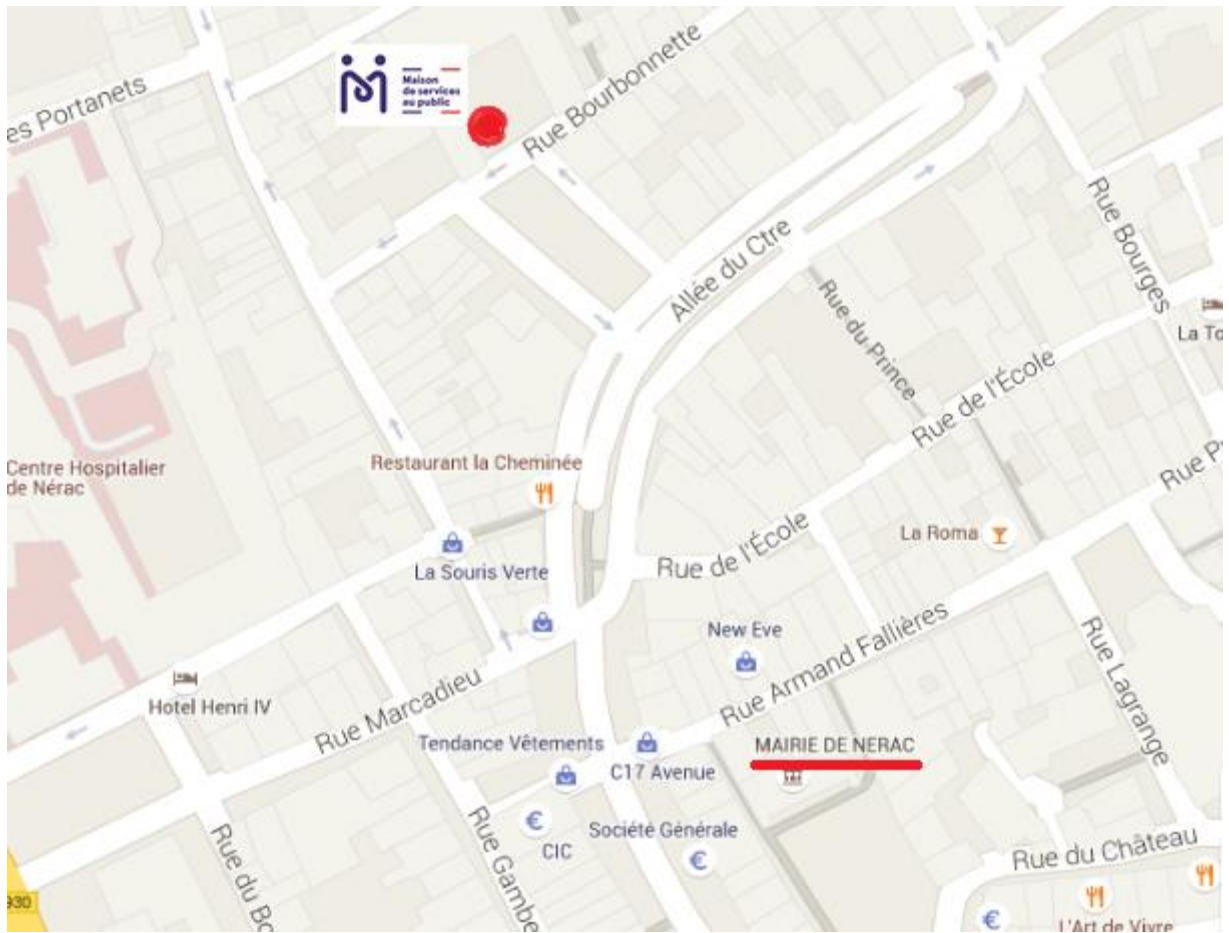 es Portanets
Maison
de services
au public
Rue Bourbonnette
Allée du Ctre
Rue Bourges
Rue du Prince
La To
Rue de l'École
Centre Hospitalier
de Nérac
Restaurant la Cheminée
Rue P
La Roma
La Souris Verte
Rue de l'École
New Eve
Rue Armand Fallières
Rue Lagrange
Hotel Henri IV
Rue Marcadieu
Tendance Vêtements
C17 Avenue
MAIRIE DE NERAC
€
CIC
Société Générale
€
Rue du Château
Rue du Bo
Rue Gambe
930
€
L'Art de Vivre